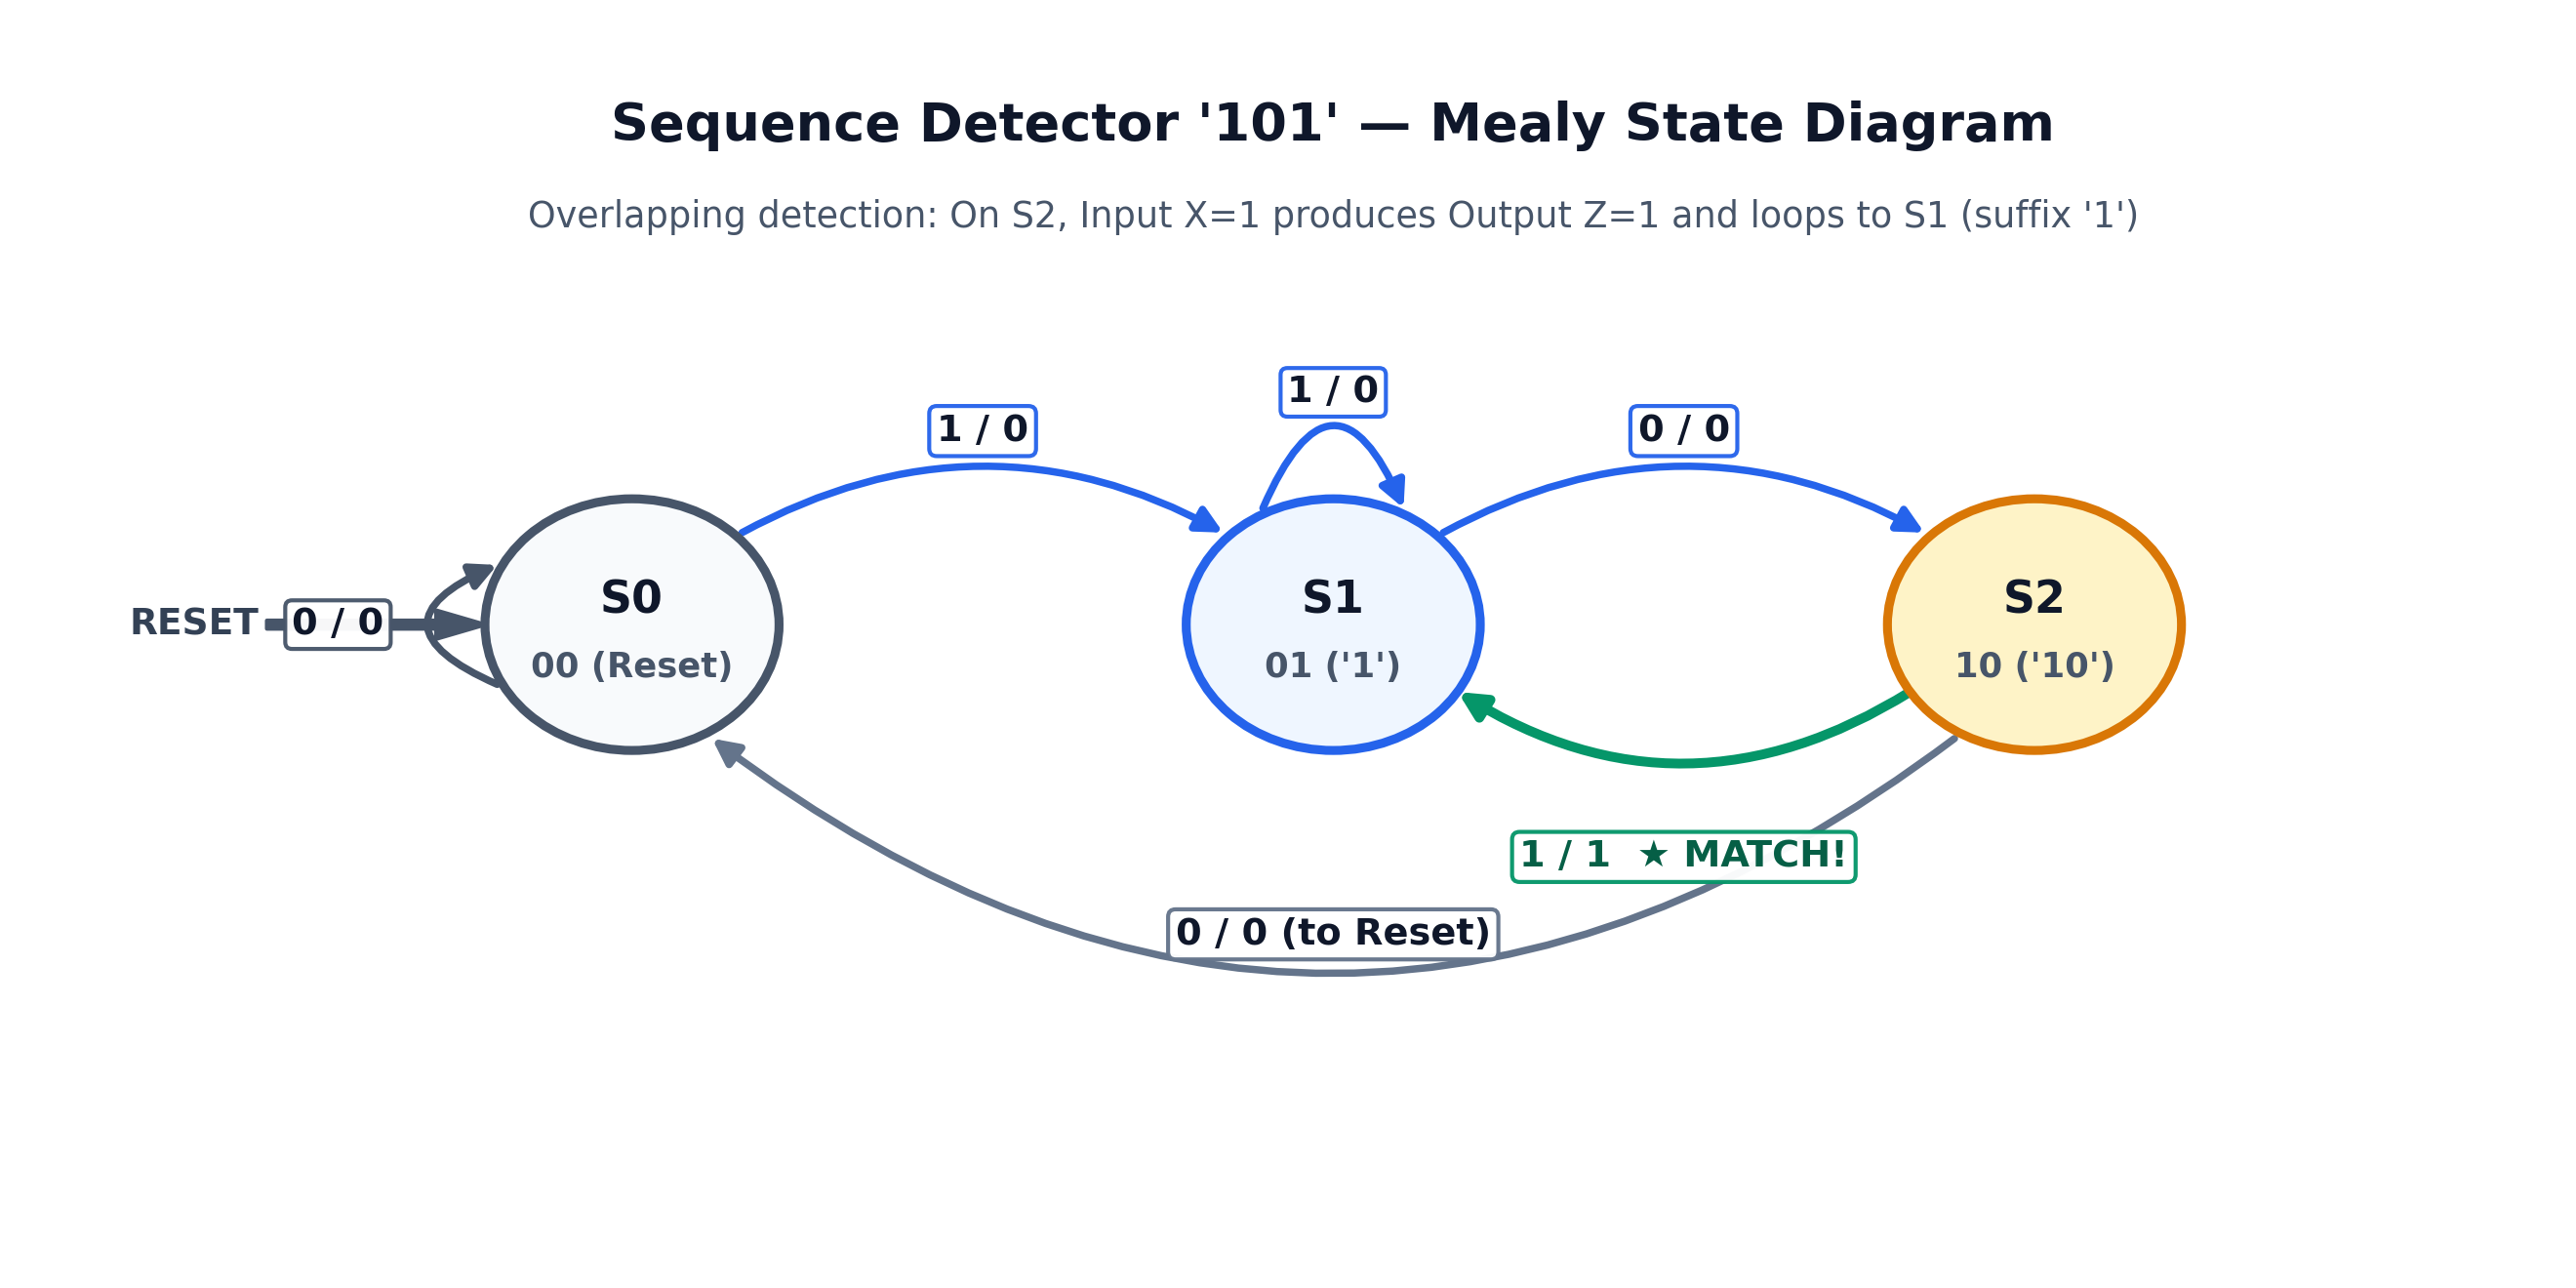 Sequence Detector '101' — Mealy State Diagram
Overlapping detection: On S2, Input X=1 produces Output Z=1 and loops to S1 (suffix '1')
1 / 0
1 / 0
0 / 0
RESET
0 / 0
S0
00 (Reset)
S1
01 ('1')
S2
10 ('10')
1 / 1 ★ MATCH!
0 / 0 (to Reset)